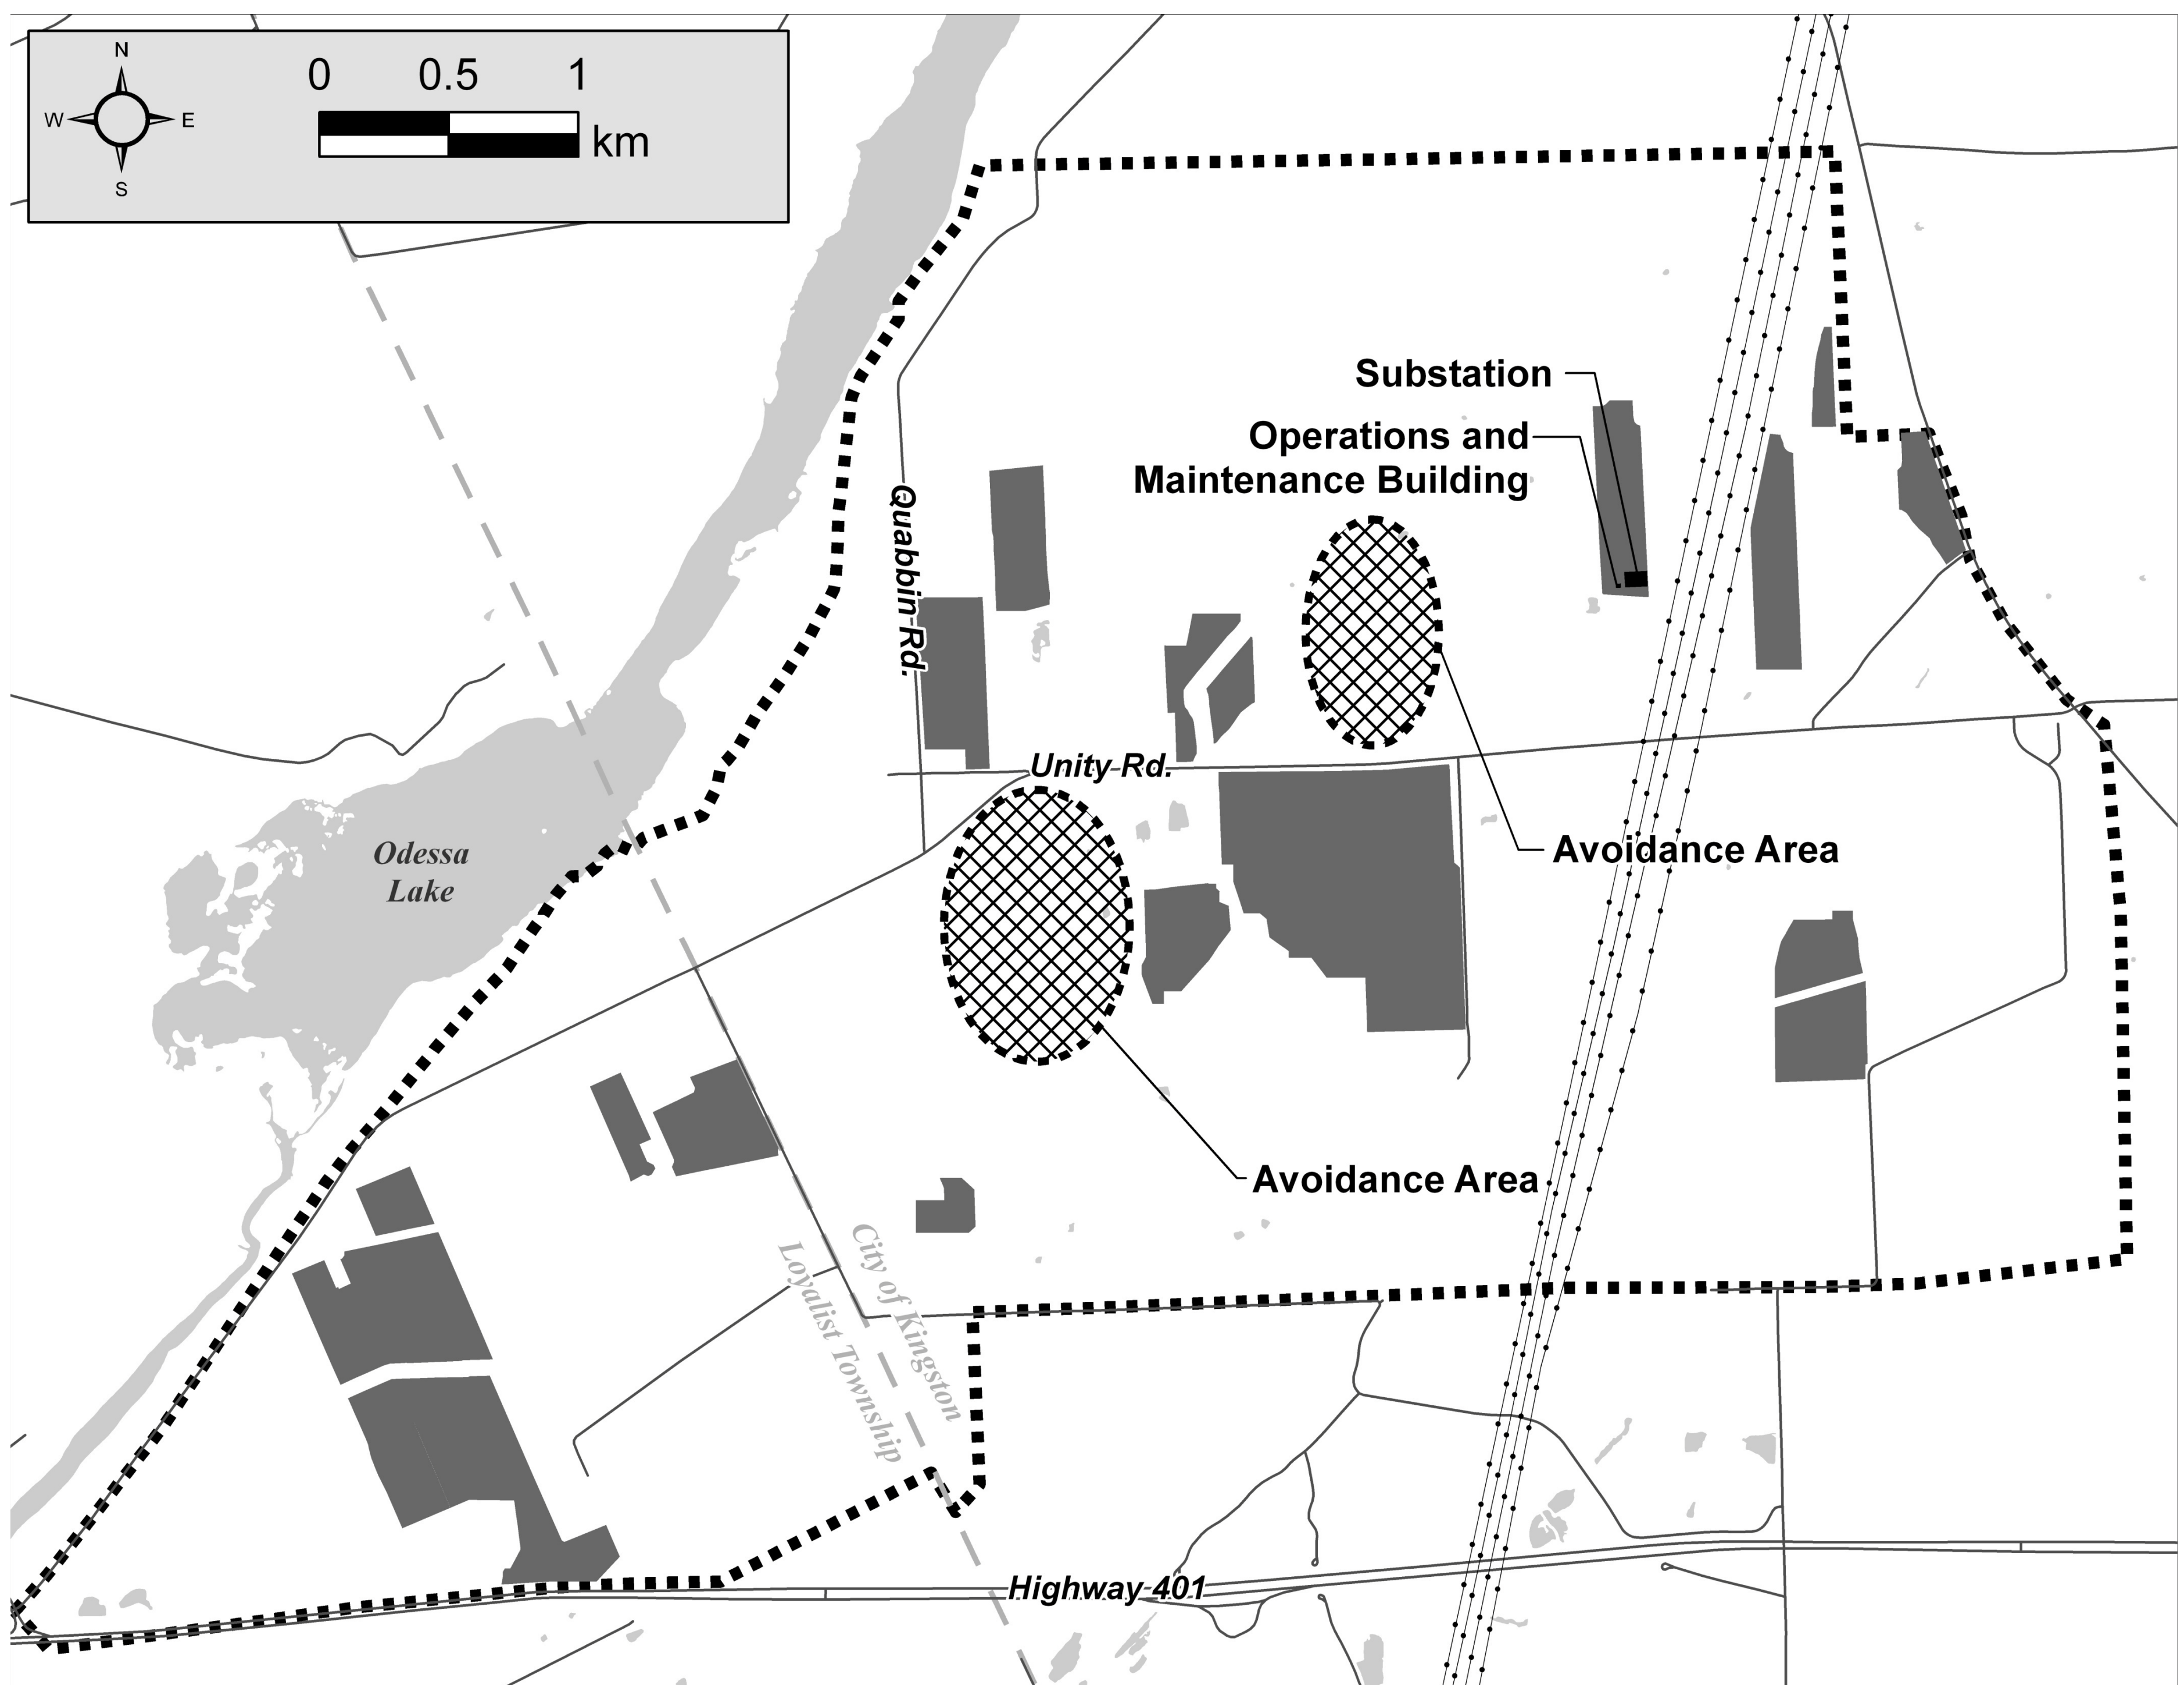 N
W E
S
0 0.5 1
km
Substation
Operations and
Maintenance Building
Quabbin Rd.
Unity Rd.
Avoidance Area
Odessa
Lake
Avoidance Area
City of Kingston
Loyalist Township
Highway 401